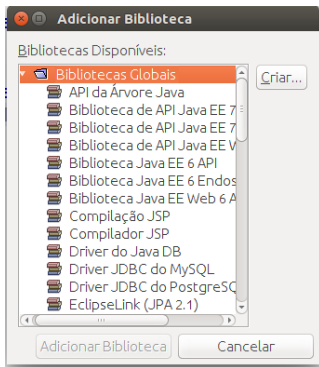 Adicionar Biblioteca
Bibliotecas Disponíveis:
Bibliotecas Globais
Criar...
API da Árvore Java
Biblioteca de API Java EE 7
Biblioteca de API Java EE 7
Biblioteca de API Java EE V
Biblioteca Java EE 6 API
Biblioteca Java EE 6 Endos
Biblioteca Java EE Web 6 A
Compilação JSP
Compilador JSP
Driver do Java DB
Driver JDBC do MySQL
Driver JDBC do PostgreSQ
EclipseLink (JPA 2.1)
Adicionar Biblioteca
Cancelar